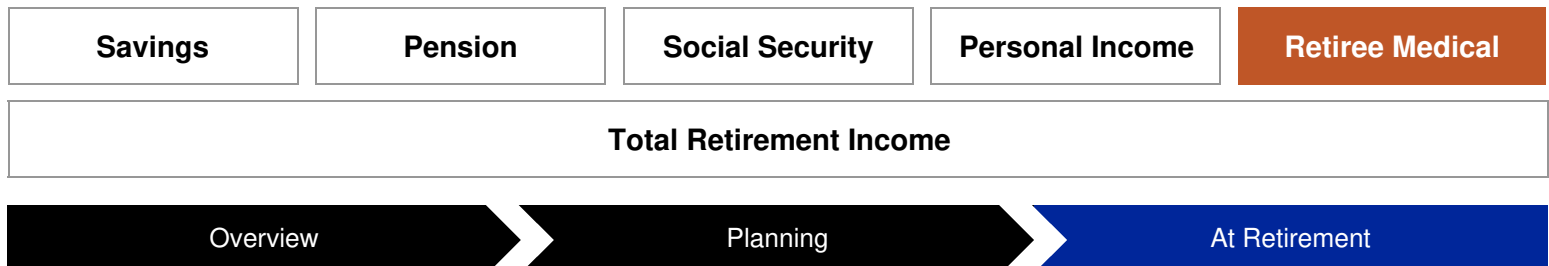 Savings Pension Social Security Personal Income Retiree Medical
Total Retirement Income
Overview Planning At Retirement